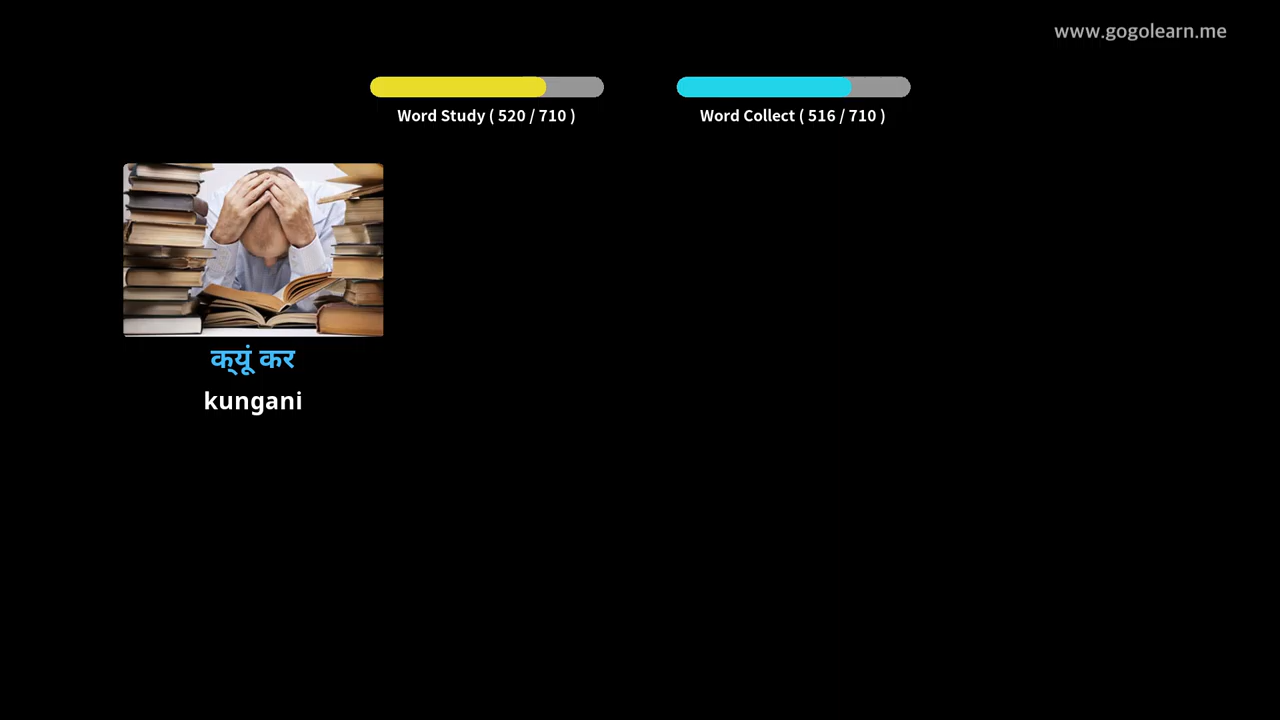 www.gogolearn.me
Word Study ( 520 / 710 )
Word Collect ( 516 / 710 )
क्यूं कर
kungani